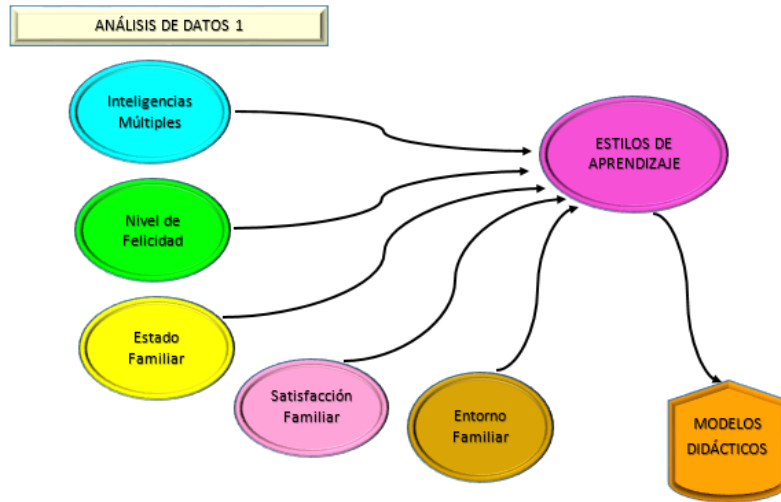 ANÁLISIS DE DATOS 1
Inteligencias
Múltiples
ESTILOS DE
APRENDIZAJE
Nivel de
Felicidad
Estado
Familiar
Satisfacción
Familiar
Entorno
Familiar
MODELOS
DIDÁCTICOS